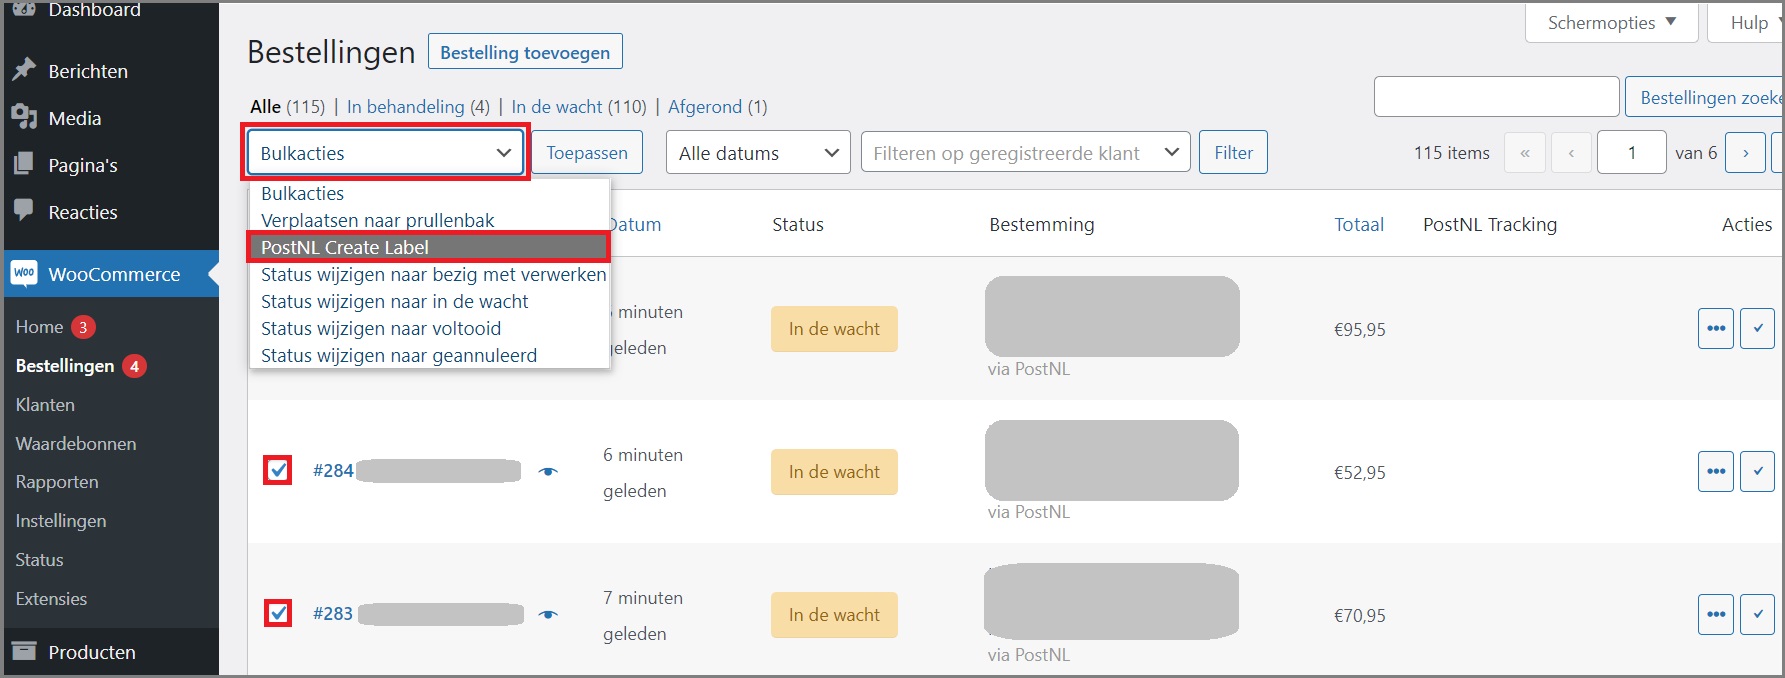 Dashboard
Berichten
Media
Pagina's
Reacties
WooCommerce
Home 3
Bestellingen 4
Klanten
Waardebonnen
Rapporten
Instellingen
Status
Extensies
Producten
Schermopties ▼ Hulp
Bestellingen Bestelling toevoegen
Alle (115) | In behandeling (4) | In de wacht (110) | Afgerond (1)
Bestellingen
Bulkacties Toepassen Alle datums Filteren op geregistreerde klant Filter 115 items « ‹ 1 van 6 ›
Bulkacties
Verplaatsen naar prullenbak
PostNL Create Label
Status wijzigen naar bezig met verwerken
Status wijzigen naar in de wacht
Status wijzigen naar voltooid
Status wijzigen naar geannuleerd
Datum Status Bestemming Totaal PostNL Tracking Acties
minuten
geleden
In de wacht
via PostNL
€95,95
#284
6 minuten
geleden
In de wacht
via PostNL
€52,95
#283
7 minuten
geleden
In de wacht
via PostNL
€70,95